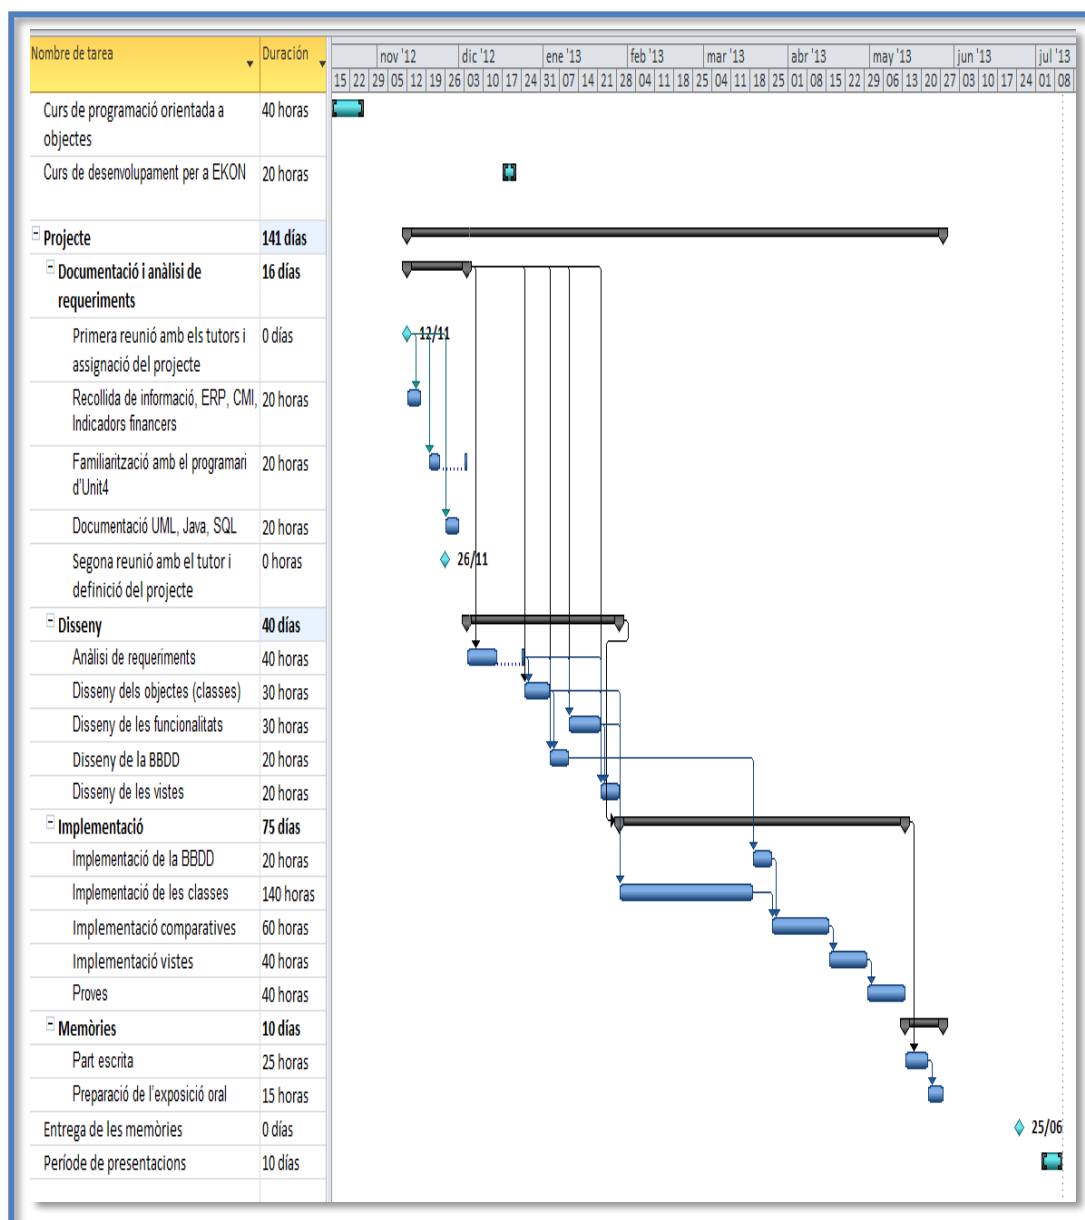 Nombre de tarea Duración nov '12 dic '12 ene '13 feb '13 mar '13 abr '13 may '13 jun '13 jul '13
15 22 29 05 12 19 26 03 10 17 24 31 07 14 21 28 04 11 18 25 04 11 18 25 01 08 15 22 29 06 13 20 27 03 10 17 24 01 08
Curs de programació orientada a 40 horas
objectes
Curs de desenvolupament per a EKON 20 horas
Projecte 141 días
Documentació i anàlisi de 16 días
requeriments
Primera reunió amb els tutors i 0 días 12/11
assignació del projecte
Recollida de informació, ERP, CMI, 20 horas
Indicadors financers
Familiarització amb el programari 20 horas
d'Unit4
Documentació UML, Java, SQL 20 horas
Segona reunió amb el tutor i 0 horas 26/11
definició del projecte
Disseny 40 días
Anàlisi de requeriments 40 horas
Disseny dels objectes (classes) 30 horas
Disseny de les funcionalitats 30 horas
Disseny de la BBDD 20 horas
Disseny de les vistes 20 horas
Implementació 75 días
Implementació de la BBDD 20 horas
Implementació de les classes 140 horas
Implementació comparatives 60 horas
Implementació vistes 40 horas
Proves 40 horas
Memòries 10 días
Part escrita 25 horas
Preparació de l'exposició oral 15 horas
Entrega de les memòries 0 días 25/06
Període de presentacions 10 días